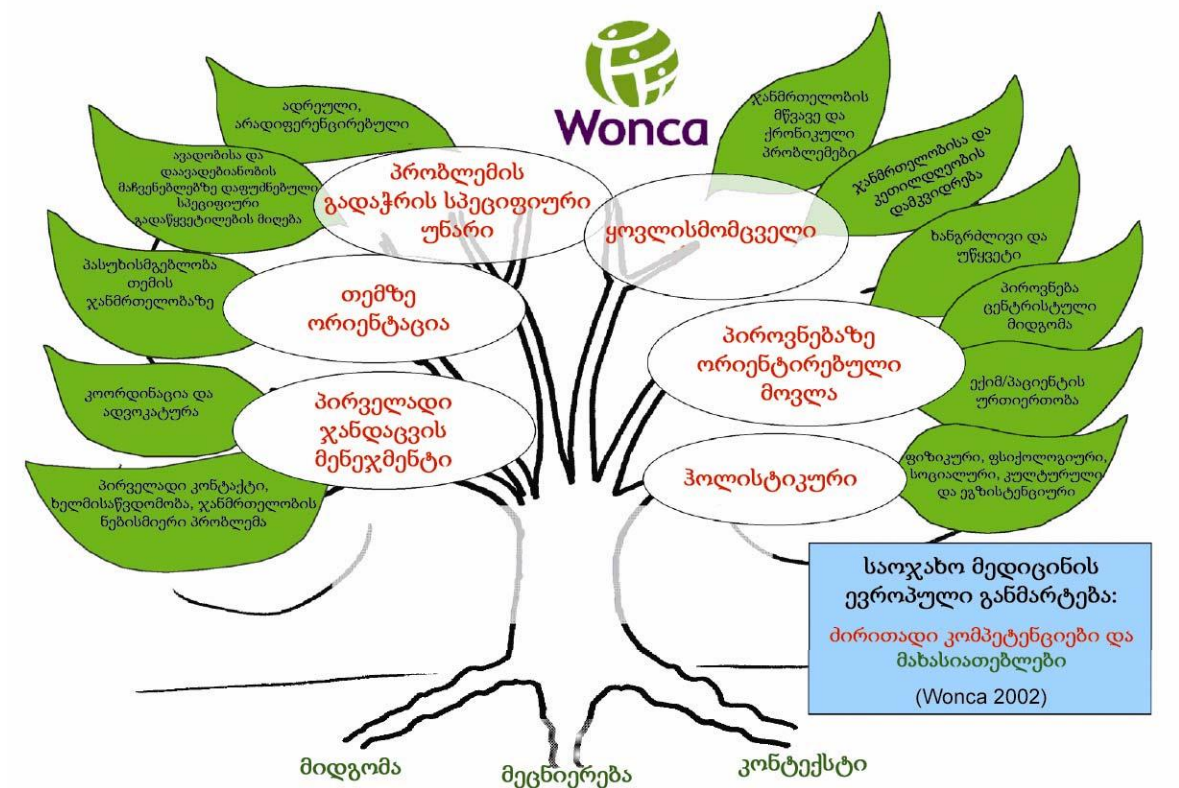 Wonca
ადრეული,
არადიფერენცირებული
ავადობისა და
დაავადებიანობის
მაჩვენებლებზე დაფუძნებული
სპეციფიური
გადაწყვეტილების მიღება
პასუხისმგებლობა
თემის
ჯანმრთელობაზე
კოორდინაცია და
ადვოკატურა
პირველადი კონტაქტი,
ხელმისაწვდომობა, ჯანმრთელობის
ნებისმიერი პრობლემა
პრობლემის
გადაჭრის სპეციფიური
უნარი
თემზე
ორიენტაცია
პირველადი
ჯანდაცვის
მენეჯმენტი
ყოვლისმომცველი
პიროვნებაზე
ორიენტირებული
მოვლა
ჰოლისტიკური
ჯანმრთელობის
მწვავე და
ქრონიკული
პრობლემები
ჯანმრთელობისა და
კეთილდღეობის
დამკვიდრება
ხანგრძლივი და
უწყვეტი
პიროვნება
ცენტრისტული
მიდგომა
ექიმ/პაციენტის
ურთიერთობა
ფიზიკური, ფსიქოლოგიური,
სოციალური, კულტურული
და ეგზისტენციური
საოჯახო მედიცინის
ევროპული განმარტება:
ძირითადი კომპეტენციები და
მახასიათებლები
(Wonca 2002)
მიდგომა
მეცნიერება
კონტექსტი